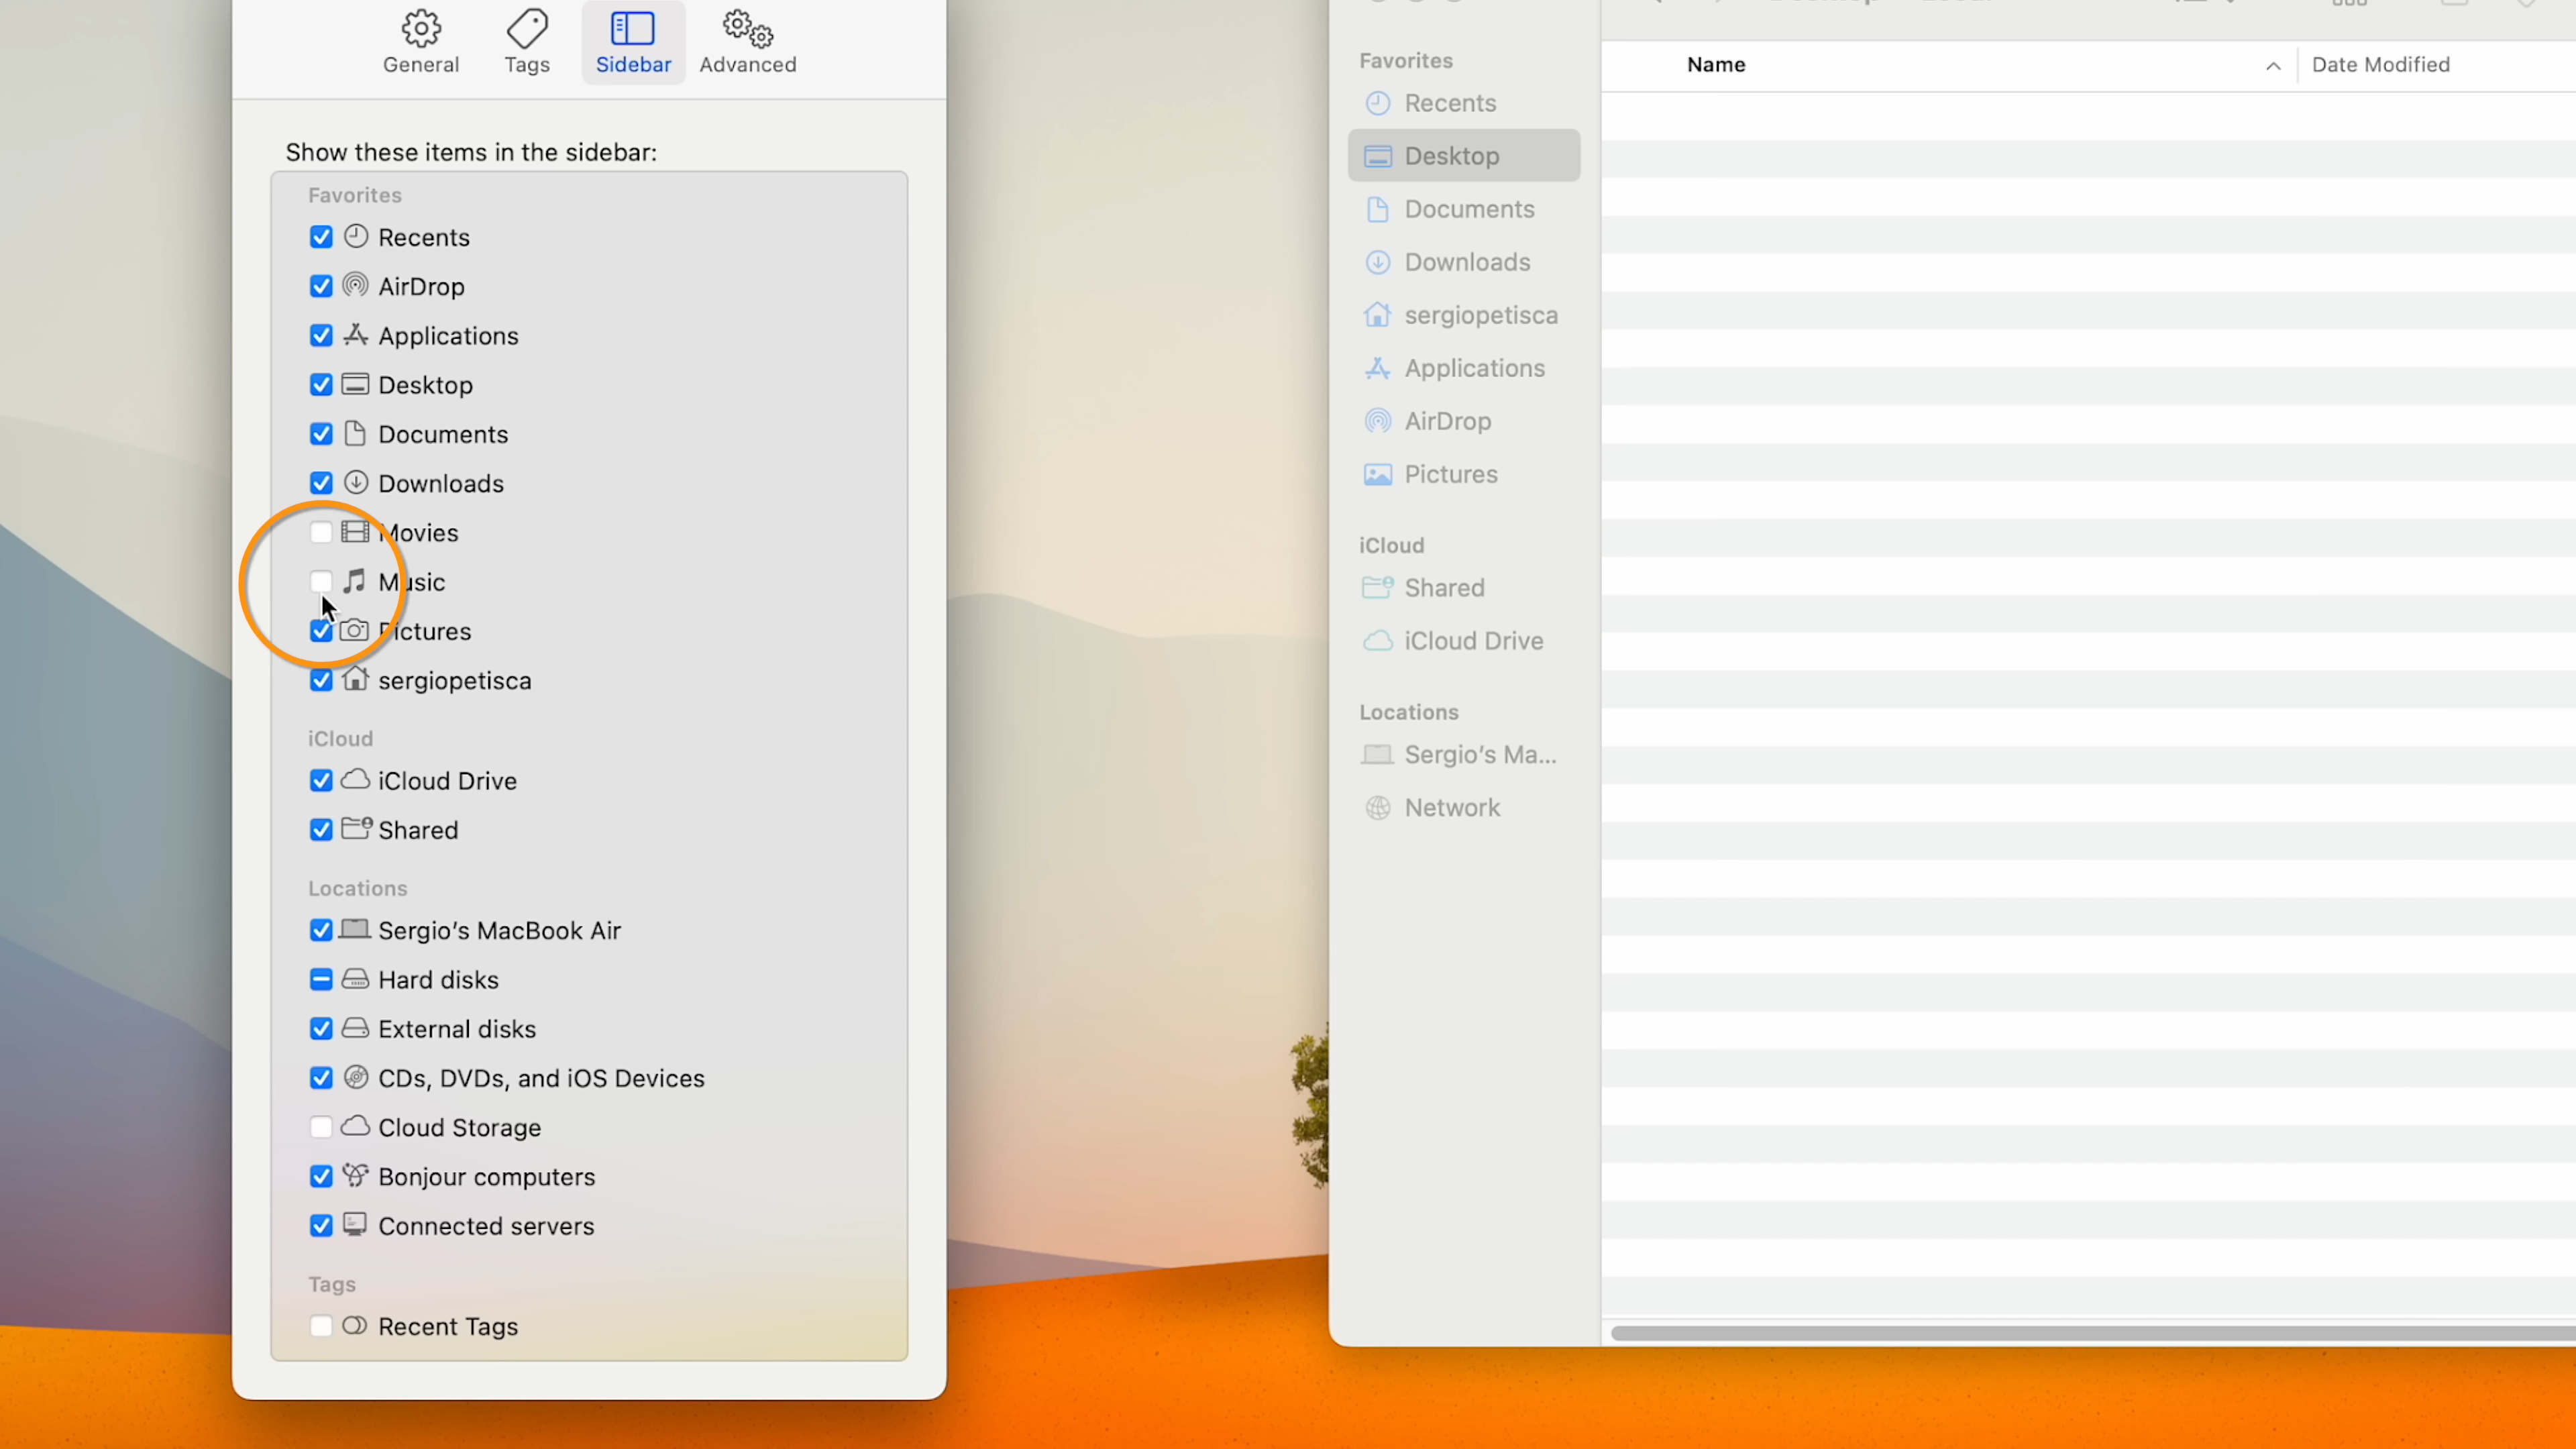 General
Tags
Sidebar
Advanced
Show these items in the sidebar:
Favorites
Recents
AirDrop
Applications
Desktop
Documents
Downloads
Movies
Music
Pictures
sergiopetisca
iCloud
iCloud Drive
Shared
Locations
Sergio’s MacBook Air
Hard disks
External disks
CDs, DVDs, and iOS Devices
Cloud Storage
Bonjour computers
Connected servers
Tags
Recent Tags
Favorites
Recents
Desktop
Documents
Downloads
sergiopetisca
Applications
AirDrop
Pictures
iCloud
Shared
iCloud Drive
Locations
Sergio’s Ma...
Network
Name
Date Modified